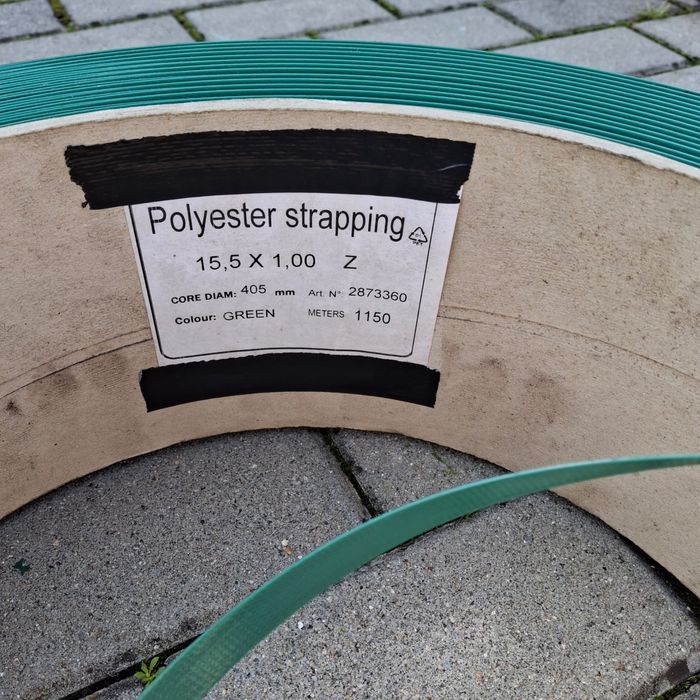 Polyester strapping
15,5 X 1,00 Z
CORE DIAM: 405 mm Art. N° 2873360
Colour: GREEN METERS 1150